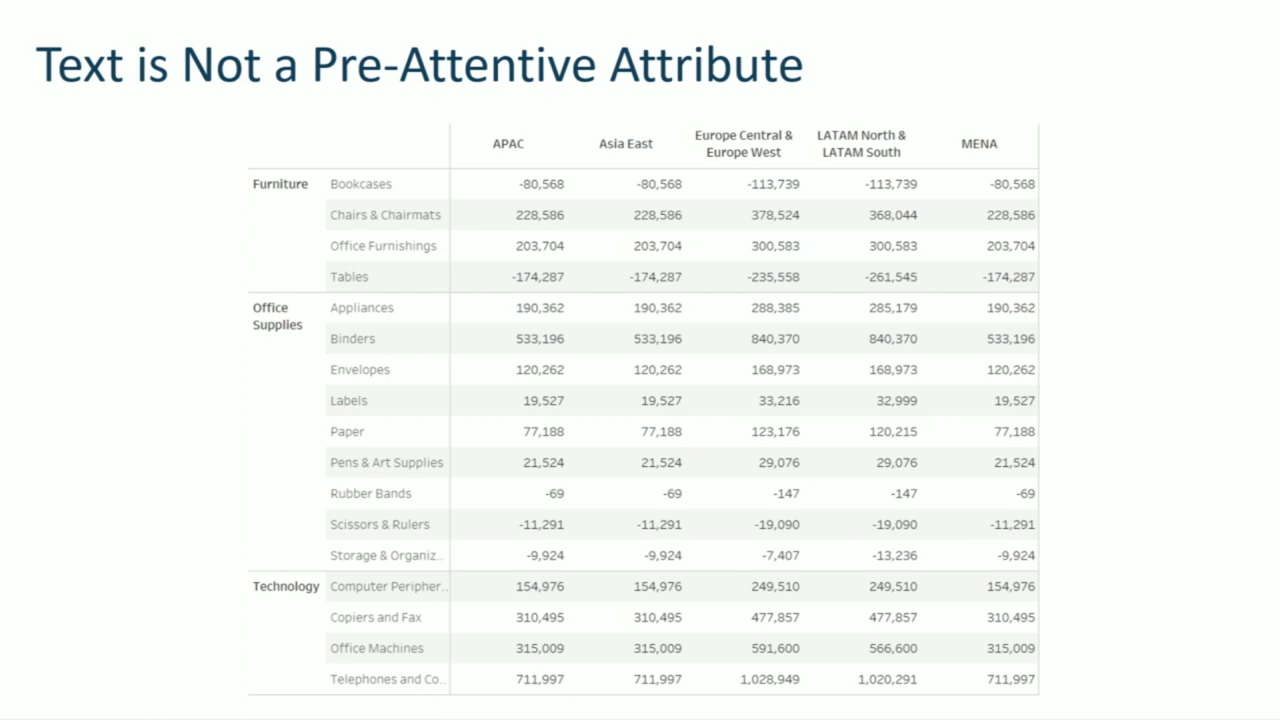 Text is Not a Pre-Attentive Attribute
APAC Asia East Europe Central & Europe West LATAM North & LATAM South MENA
Furniture Bookcases -80,568 -80,568 -113,739 -113,739 -80,568
Chairs & Chairmats 228,586 228,586 378,524 368,044 228,586
Office Furnishings 203,704 203,704 300,583 300,583 203,704
Tables -174,287 -174,287 -235,558 -261,545 -174,287
Office Supplies Appliances 190,362 190,362 288,385 285,179 190,362
Binders 533,196 533,196 840,370 840,370 533,196
Envelopes 120,262 120,262 168,973 168,973 120,262
Labels 19,527 19,527 33,216 32,999 19,527
Paper 77,188 77,188 123,176 120,215 77,188
Pens & Art Supplies 21,524 21,524 29,076 29,076 21,524
Rubber Bands -69 -69 -147 -147 -69
Scissors & Rulers -11,291 -11,291 -19,090 -19,090 -11,291
Storage & Organiz.. -9,924 -9,924 -7,407 -13,236 -9,924
Technology Computer Peripher.. 154,976 154,976 249,510 249,510 154,976
Copiers and Fax 310,495 310,495 477,857 477,857 310,495
Office Machines 315,009 315,009 591,600 566,600 315,009
Telephones and Co.. 711,997 711,997 1,028,949 1,020,291 711,997